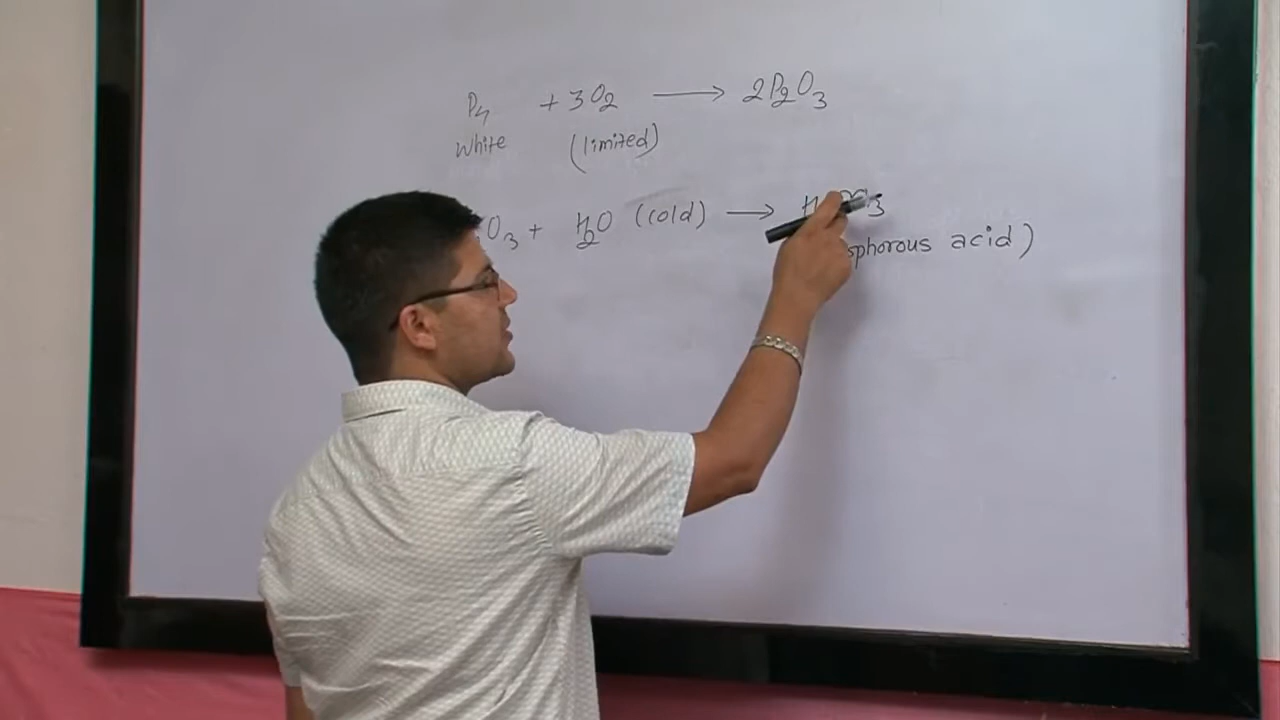 P₄ + 3O₂ ⟶ 2P₂O₃
White (limited)
O₃ + H₂O (cold) ⟶ H
sphorous acid)